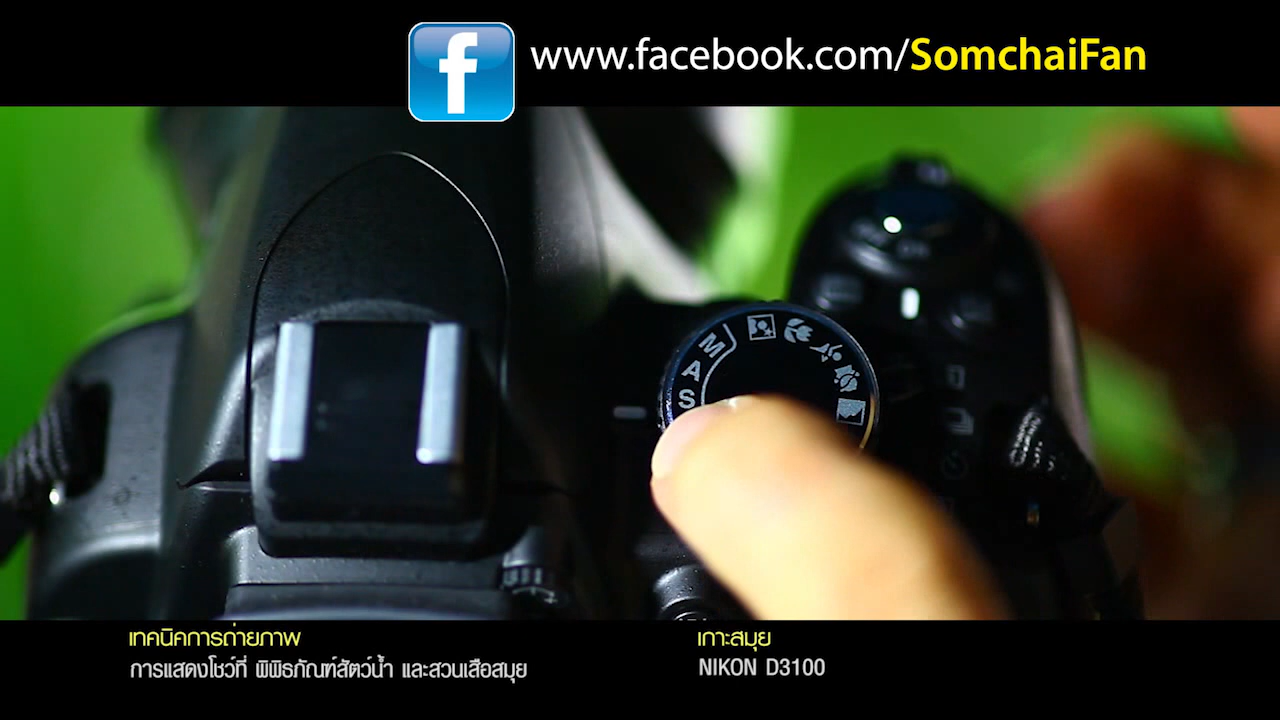 f www.facebook.com/SomchaiFan
M
A
S
เทคนิคการถ่ายภาพ
การแสดงโชว์ที่ พิพิธภัณฑ์สัตว์น้ำ และสวนเสือสมุย
เกาะสมุย
NIKON D3100